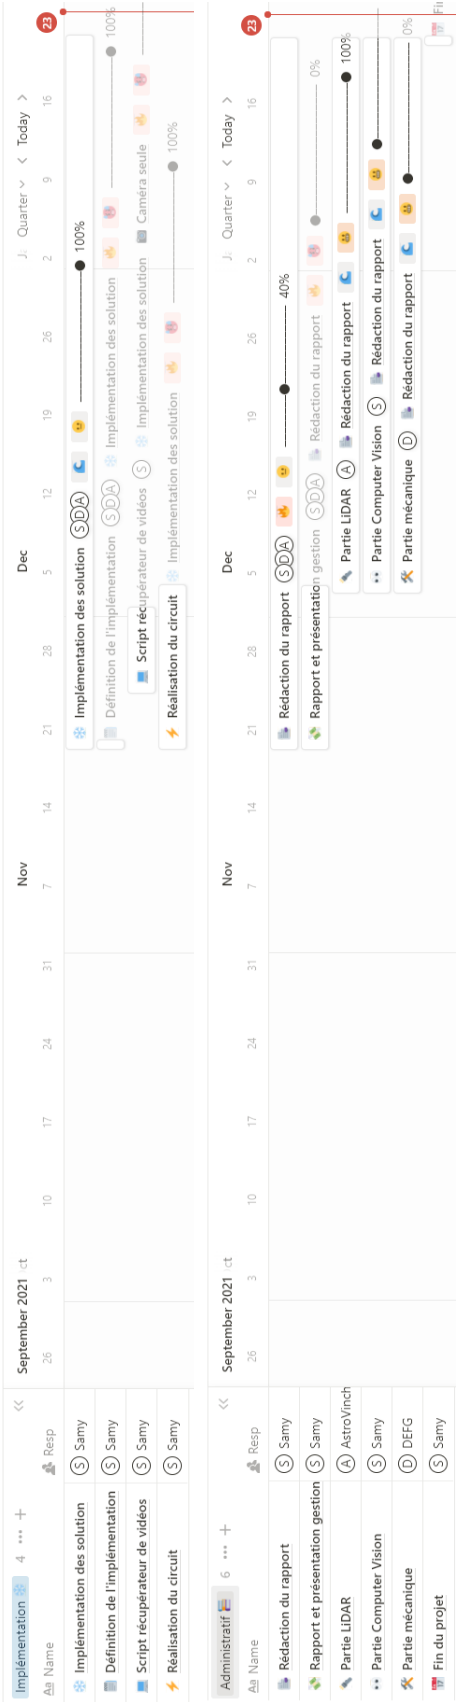 Implémentation 4 ... +
Aa Name Resp
September 2021 Oct Nov Dec J Quarter Today
26 3 10 17 24 31 7 14 21 28 5 12 19 26 2 9 16 23
Implémentation des solution S Samy Implémentation des solution S D A 100%
Définition de l'implémentation S Samy Définition de l'implémentation S D A Implémentation des solution 100%
Script récupérateur de vidéos S Samy Script récupérateur de vidéos S Implémentation des solution Caméra seule
Réalisation du circuit S Samy Réalisation du circuit Implémentation des solution 100%
Administratif 6 ... +
Aa Name Resp
September 2021 Oct Nov Dec J Quarter Today
26 3 10 17 24 31 7 14 21 28 5 12 19 26 2 9 16 23
Rédaction du rapport S Samy Rédaction du rapport S D A 40%
Rapport et présentation gestion S Samy Rapport et présentation gestion S D A Rédaction du rapport 0%
Partie LiDAR A AstroVinch Partie LiDAR A Rédaction du rapport 100%
Partie Computer Vision S Samy Partie Computer Vision S Rédaction du rapport
Partie mécanique D DEFG Partie mécanique D Rédaction du rapport 0%
Fin du projet S Samy Fi